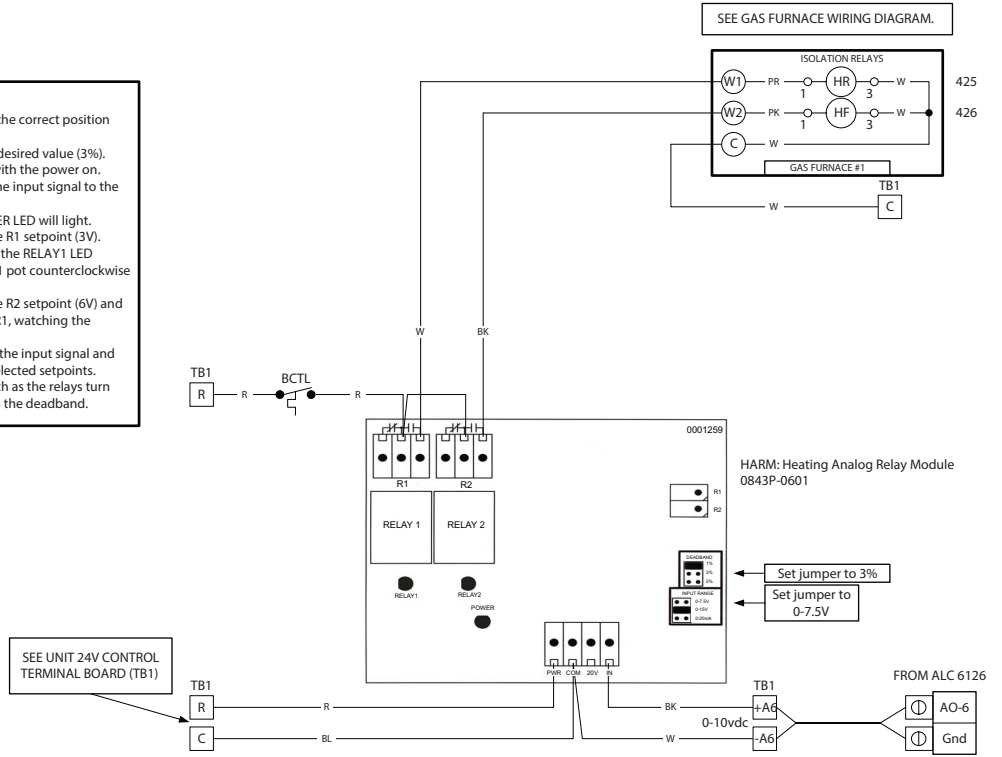 SEE GAS FURNACE WIRING DIAGRAM.
ISOLATION RELAYS
W1 PR 1 HR 3 W 425
W2 PK 1 HF 3 W 426
C W
GAS FURNACE #1
TB1
W C
the correct position
desired value (3%).
with the power on.
he input signal to the
ER LED will light.
e R1 setpoint (3V).
the RELAY1 LED
1 pot counterclockwise
e R2 setpoint (6V) and
R1, watching the
the input signal and
elected setpoints.
ch as the relays turn
s the deadband.
W BK
TB1
R R BCTL R
0001259
R1 R2
HARM: Heating Analog Relay Module
0843P-0601
R1
R2
RELAY 1 RELAY 2
RELAY1 RELAY2
POWER
DEADBAND
1%
3%
5%
Set jumper to 3%
INPUT RANGE
0-7.5V
0-15V
0-20mA
Set jumper to
0-7.5V
PWR COM 20V IN
SEE UNIT 24V CONTROL
TERMINAL BOARD (TB1)
TB1
R R
C BL
BK
W
TB1
+A6
0-10vdc
-A6
FROM ALC 6126
AO-6
Gnd